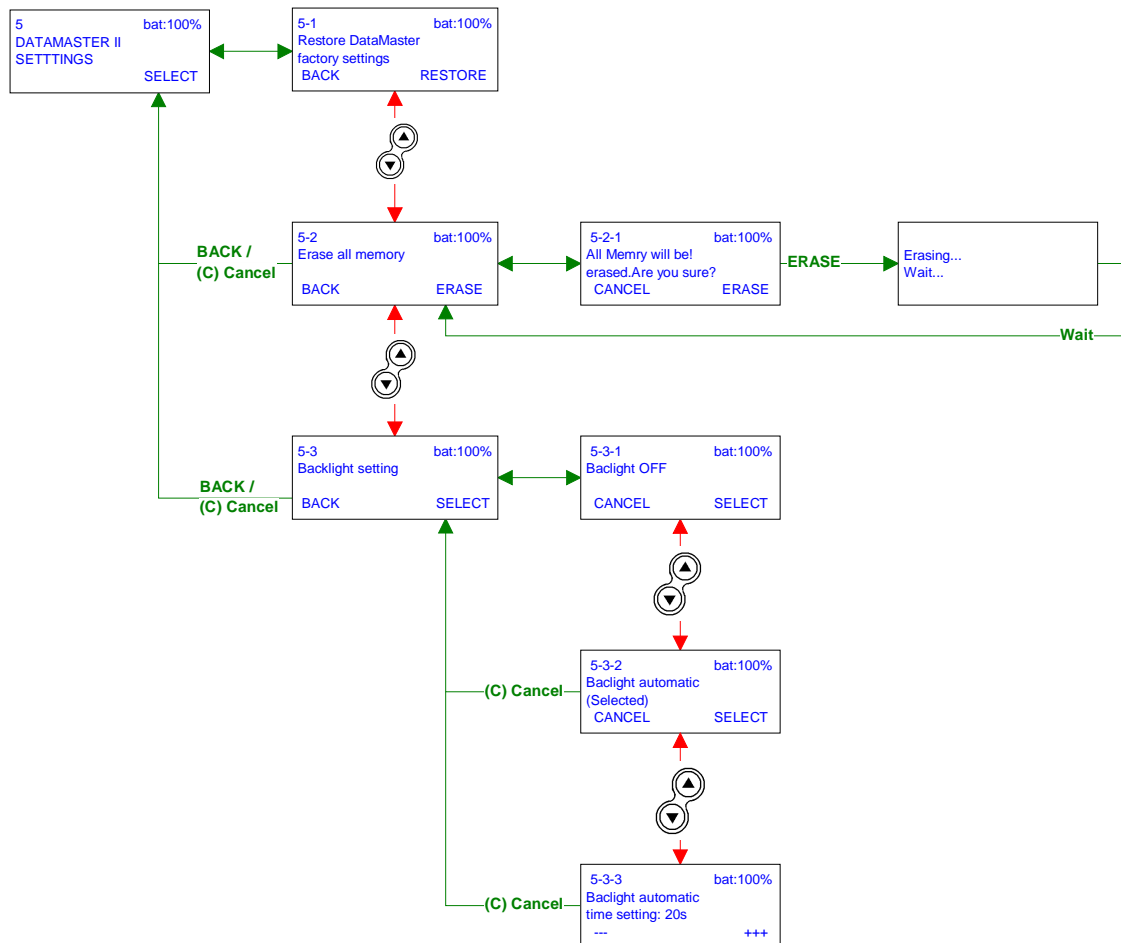 5 bat:100%
DATAMASTER II
SETTTINGS
SELECT
5-1
Restore DataMaster
factory settings
BACK RESTORE
5-2 bat:100%
Erase all memory
BACK ERASE
BACK /
(C) Cancel
5-2-1 bat:100%
All Memry will be!
erased.Are you sure?
CANCEL ERASE
ERASE
Erasing...
Wait...
Wait
5-3 bat:100%
Backlight setting
BACK SELECT
BACK /
(C) Cancel
5-3-1 bat:100%
Baclight OFF
CANCEL SELECT
5-3-2 bat:100%
Baclight automatic
(Selected)
CANCEL SELECT
(C) Cancel
5-3-3 bat:100%
Baclight automatic
time setting: 20s
--- +++
(C) Cancel